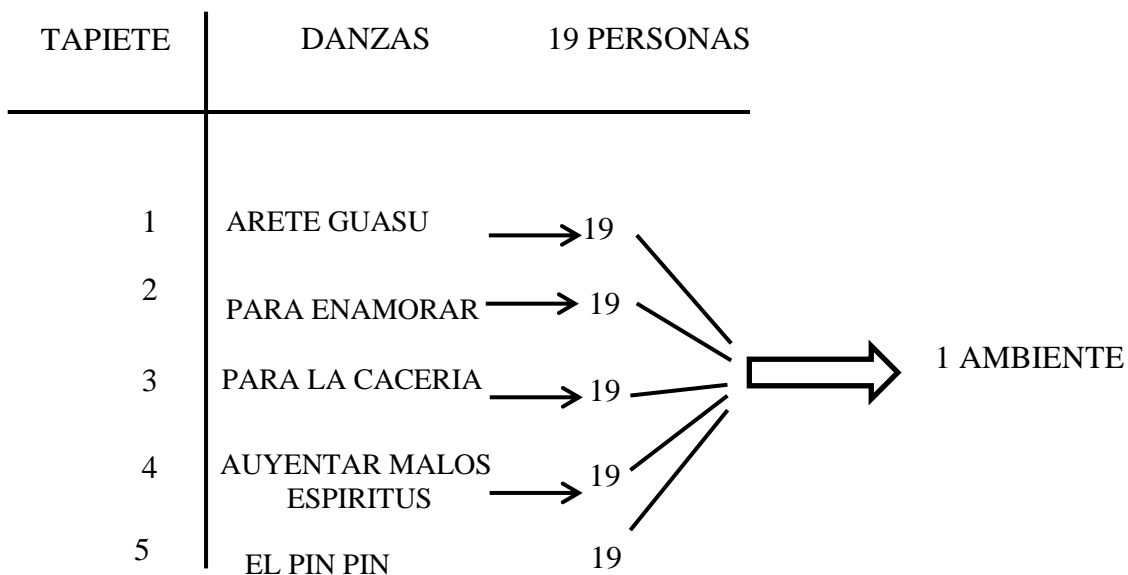 TAPIETE DANZAS 19 PERSONAS
1 ARETE GUASU 19
2 PARA ENAMORAR 19
1 AMBIENTE
3 PARA LA CACERIA 19
4 AUYENTAR MALOS
ESPIRITUS 19
5 EL PIN PIN 19